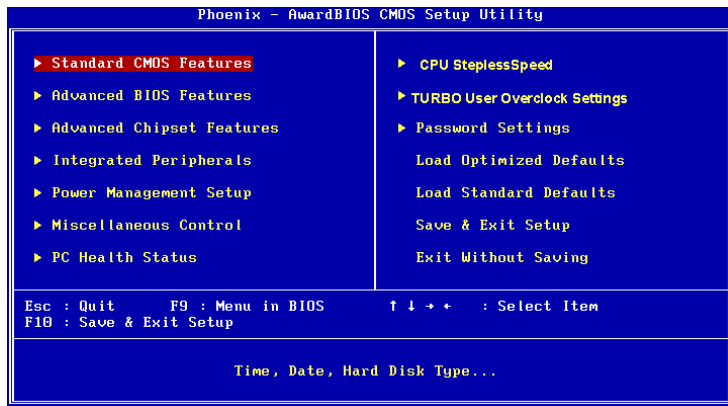 Phoenix - AwardBIOS CMOS Setup Utility
▶ Standard CMOS Features
▶ Advanced BIOS Features
▶ Advanced Chipset Features
▶ Integrated Peripherals
▶ Power Management Setup
▶ Miscellaneous Control
▶ PC Health Status
▶ CPU SteplessSpeed
▶ TURBO User Overclock Settings
▶ Password Settings
Load Optimized Defaults
Load Standard Defaults
Save & Exit Setup
Exit Without Saving
Esc : Quit F9 : Menu in BIOS ↑ ↓ → ← : Select Item
F10 : Save & Exit Setup
Time, Date, Hard Disk Type...